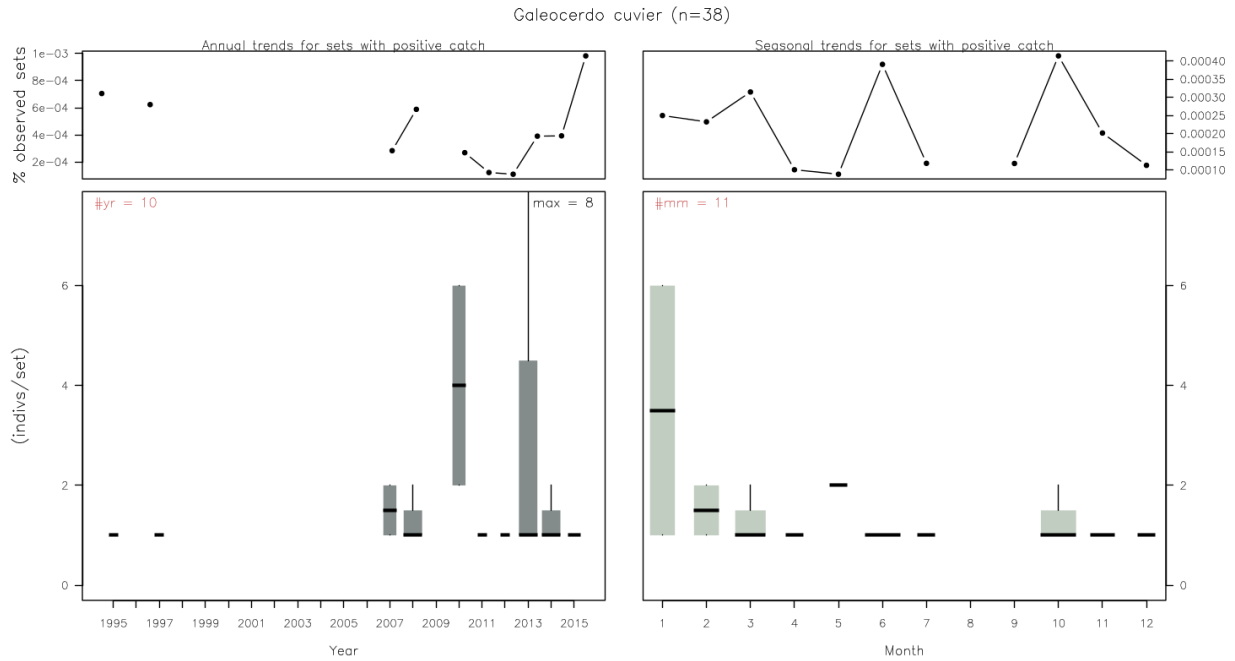 Galeocerdo cuvier (n=38)
Annual trends for sets with positive catch
Seasonal trends for sets with positive catch
% observed sets
1e-03
8e-04
6e-04
4e-04
2e-04
0.00040
0.00035
0.00030
0.00025
0.00020
0.00015
0.00010
#yr = 10
max = 8
#mm = 11
(indivs/set)
6
4
2
0
6
4
2
0
1995 1997 1999 2001 2003 2005 2007 2009 2011 2013 2015
1 2 3 4 5 6 7 8 9 10 11 12
Year
Month